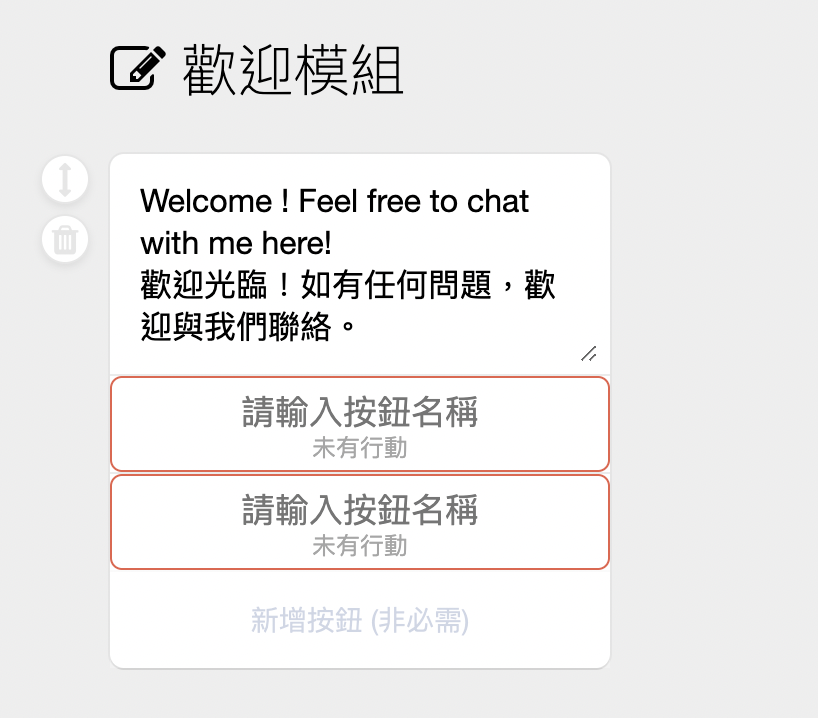 歡迎模組
Welcome ! Feel free to chat
with me here!
歡迎光臨！如有任何問題，歡
迎與我們聯絡。
請輸入按鈕名稱
未有行動
請輸入按鈕名稱
未有行動
新增按鈕 (非必需)